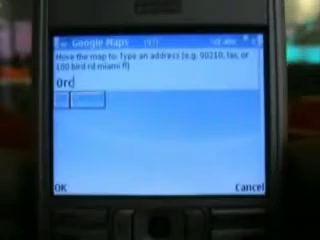 Google Maps
Move the map to: Type an address (e.g. 90210, lax, or
100 bird rd miami fl)
Orc
OK Cancel